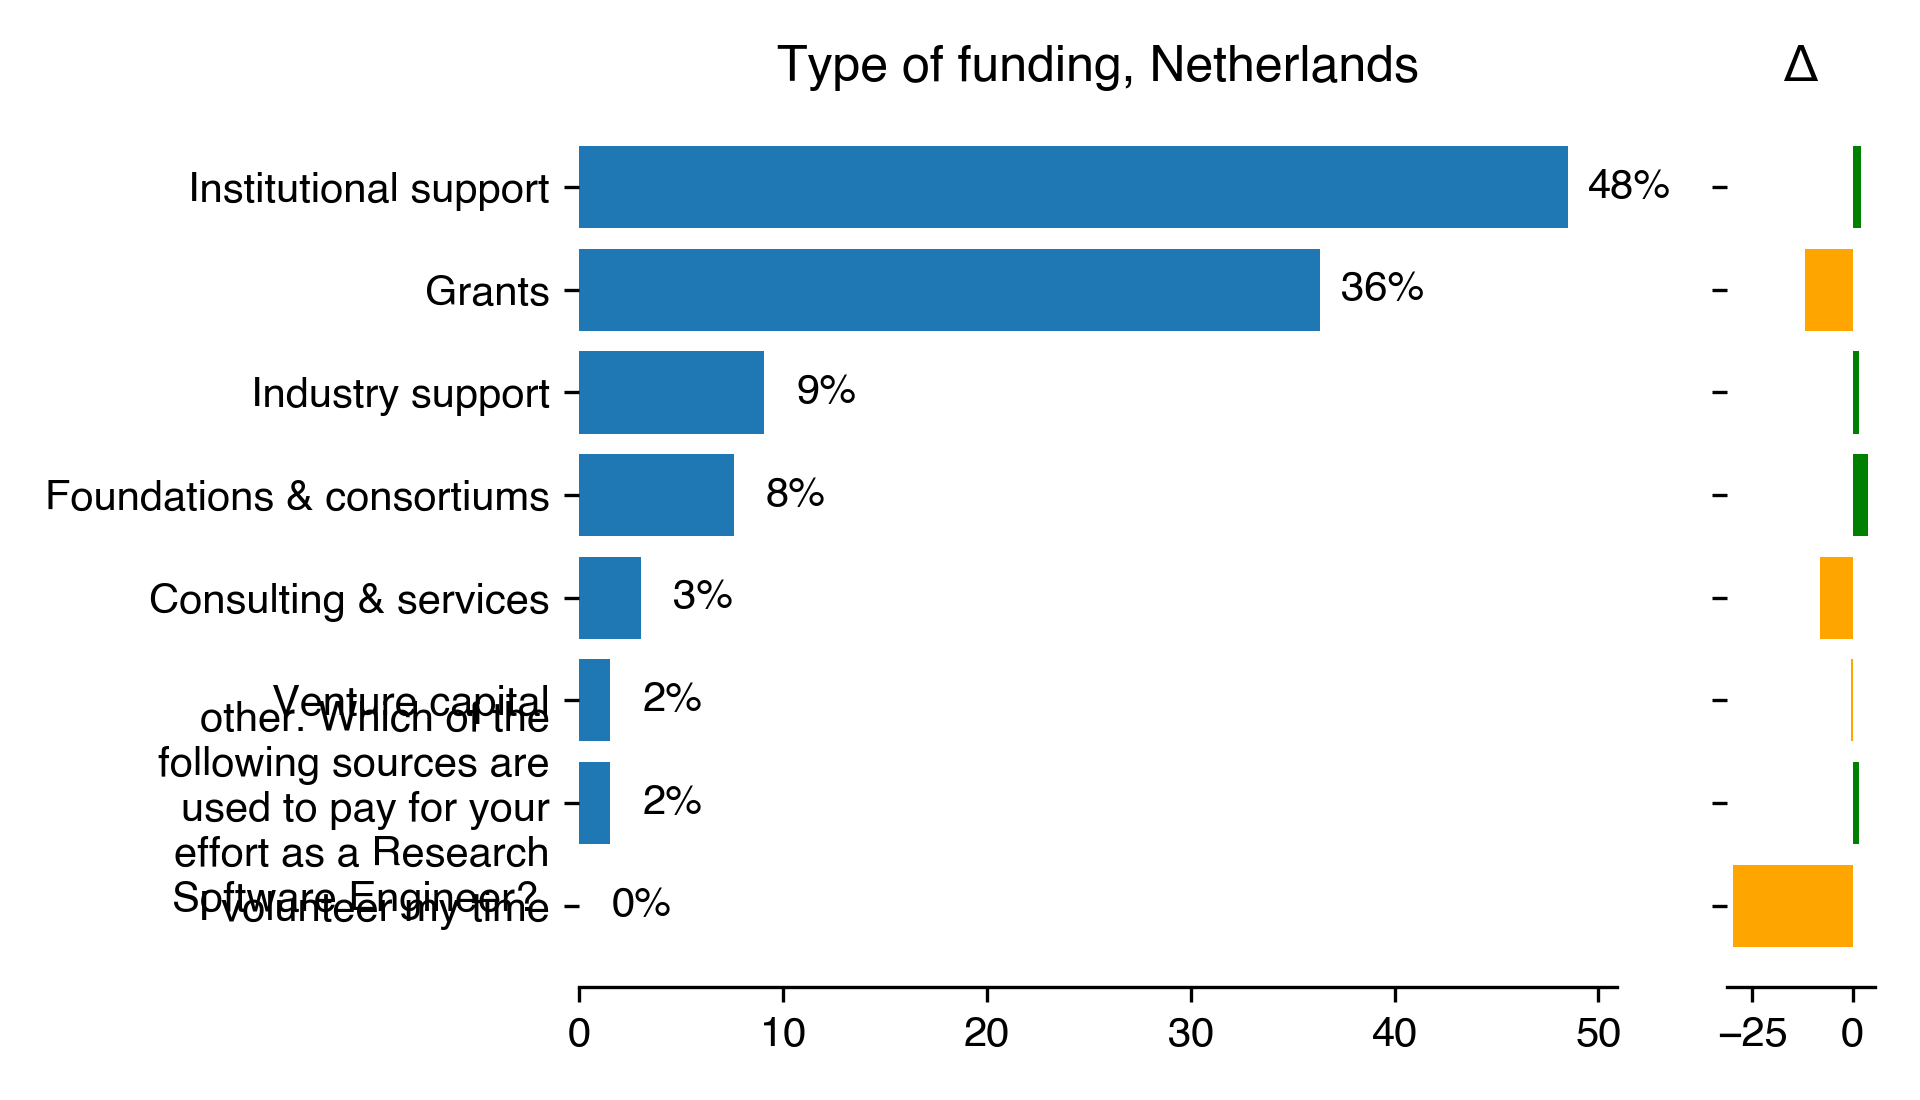 Type of funding, Netherlands
Δ
Institutional support
48%
Grants
36%
Industry support
9%
Foundations & consortiums
8%
Consulting & services
3%
Venture capital
2%
other. Which of the
following sources are
used to pay for your
effort as a Research
Software Engineer?
2%
I volunteer my time
0%
0 10 20 30 40 50
−25 0